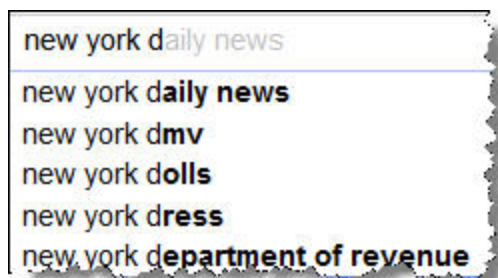 new york daily news
new york daily news
new york dmv
new york dolls
new york dress
new york department of revenue